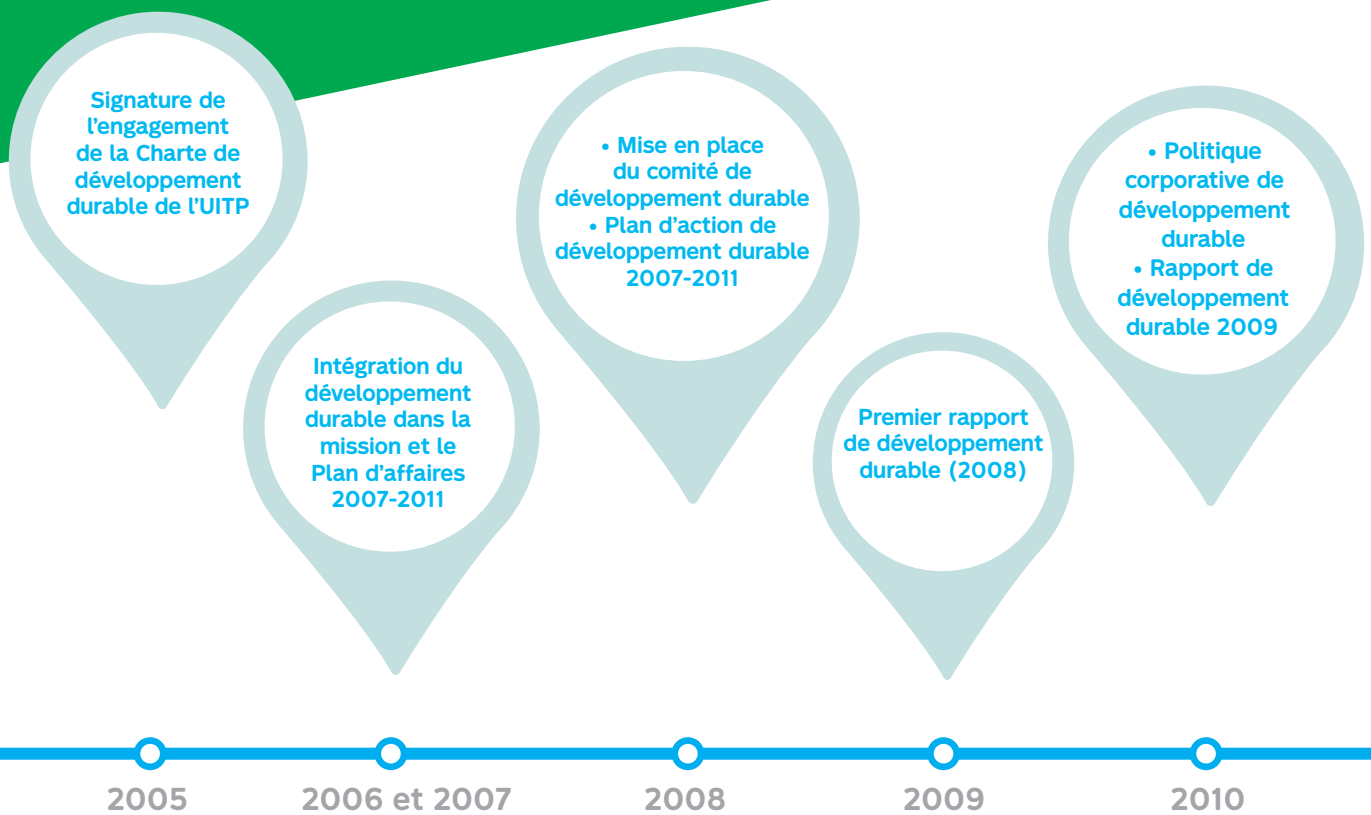 Signature de
l'engagement
de la Charte de
développement
durable de l'UITP
Intégration du
développement
durable dans la
mission et le
Plan d'affaires
2007-2011
• Mise en place
du comité de
développement durable
• Plan d'action de
développement durable
2007-2011
Premier rapport
de développement
durable (2008)
• Politique
corporative de
développement
durable
• Rapport de
développement
durable 2009
2005
2006 et 2007
2008
2009
2010